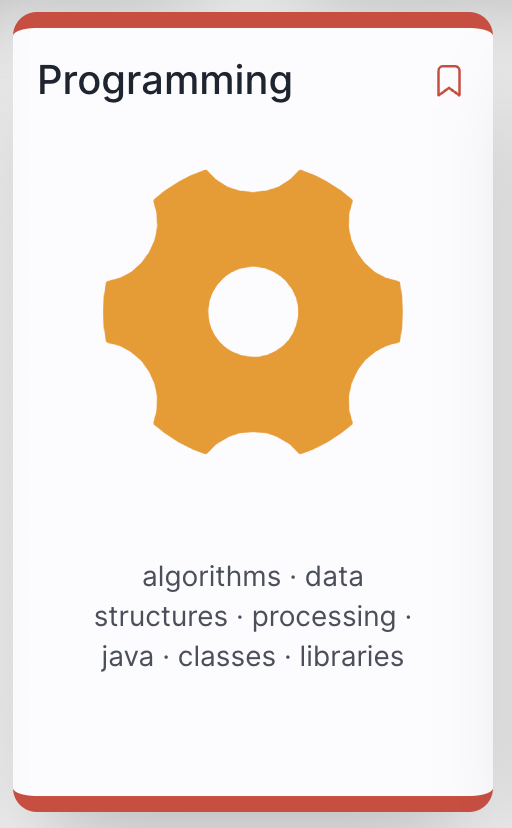 Programming
algorithms · data
structures · processing ·
java · classes · libraries